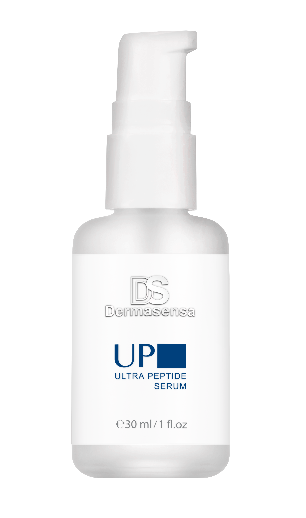 DS
Dermasensa
UP
ULTRA PEPTIDE
SERUM
℮30 ml/1 fl.oz